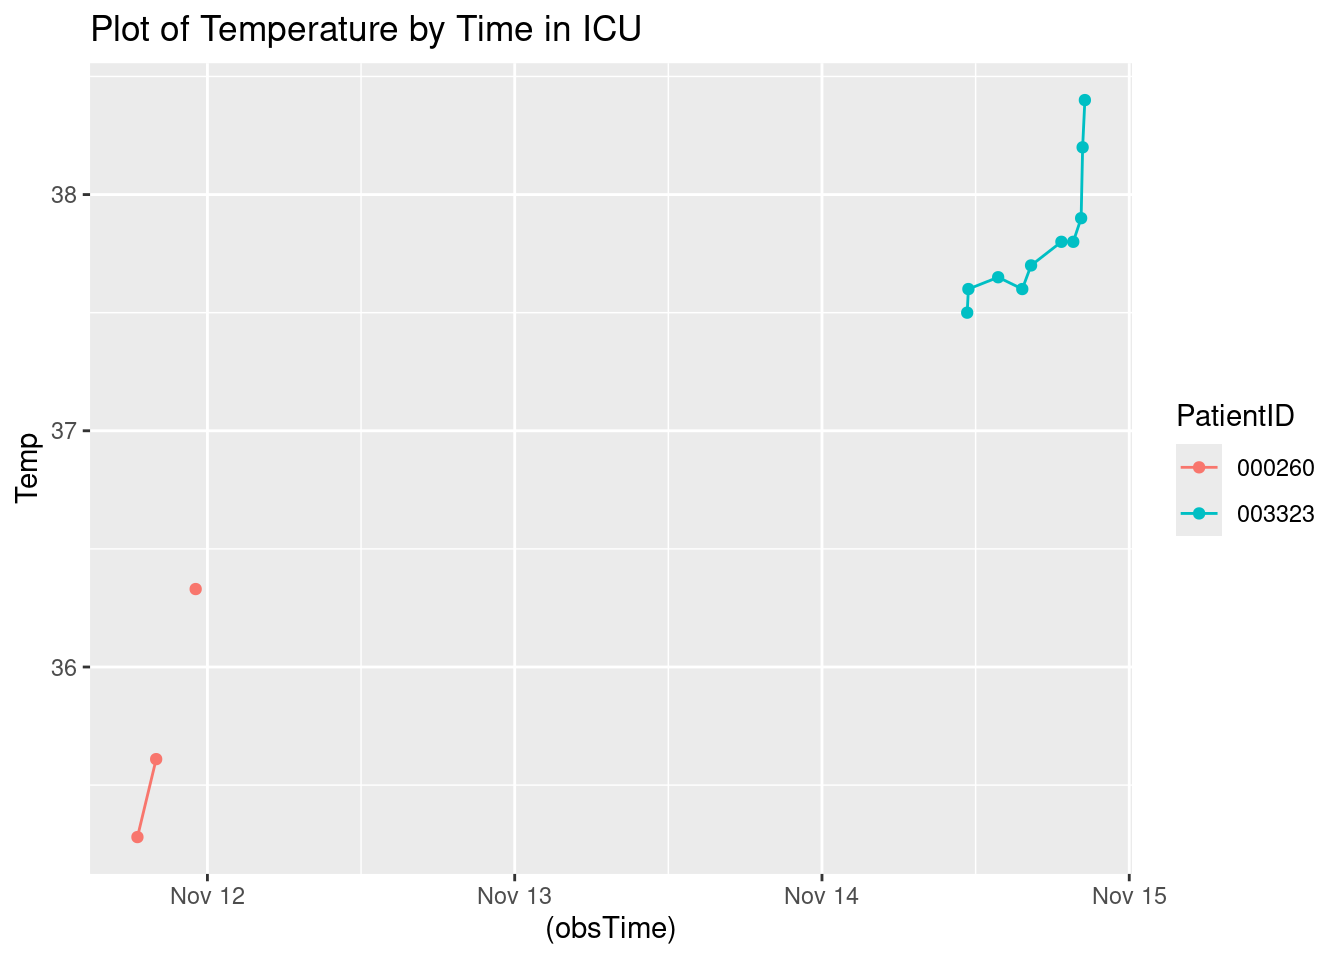 Plot of Temperature by Time in ICU
38
37
36
Temp
Nov 12
Nov 13
Nov 14
Nov 15
(obsTime)
PatientID
000260
003323